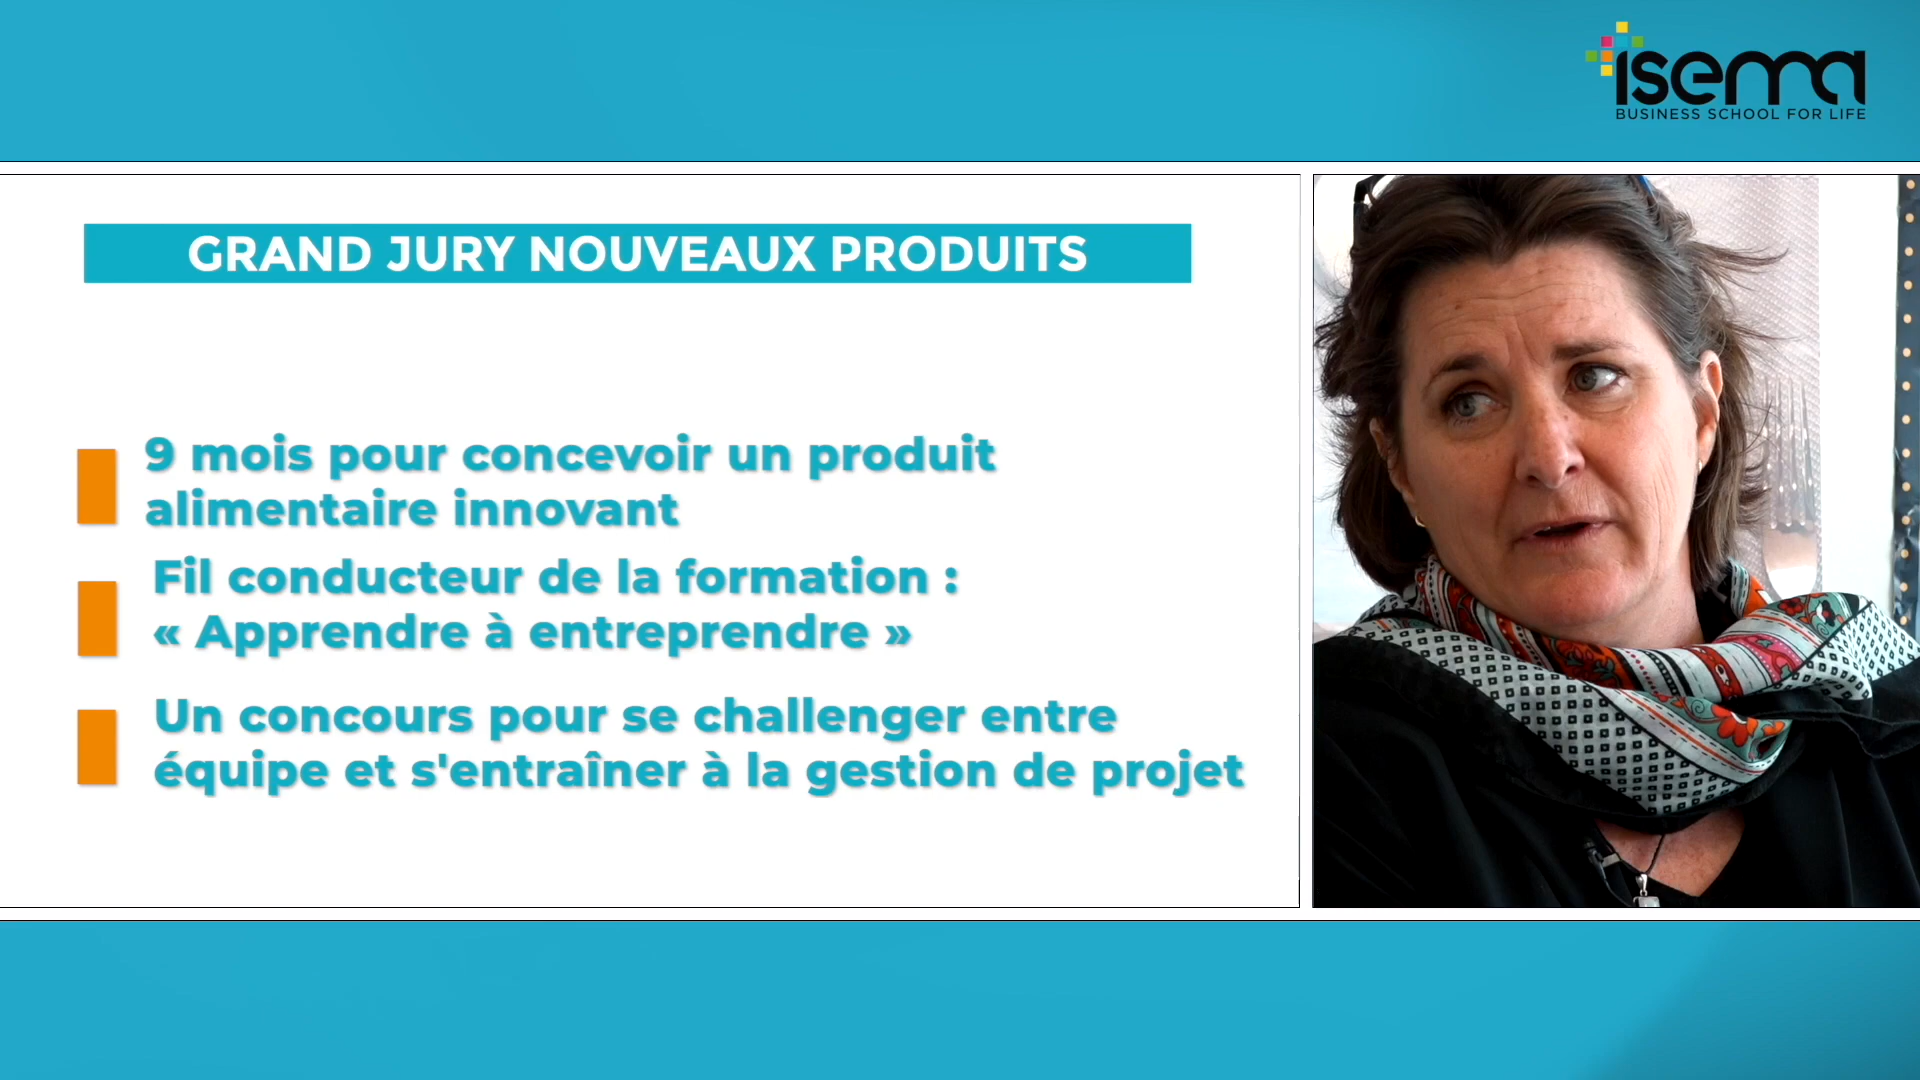 isema
BUSINESS SCHOOL FOR LIFE
GRAND JURY NOUVEAUX PRODUITS
9 mois pour concevoir un produit
alimentaire innovant
Fil conducteur de la formation :
« Apprendre à entreprendre »
Un concours pour se challenger entre
équipe et s'entraîner à la gestion de projet